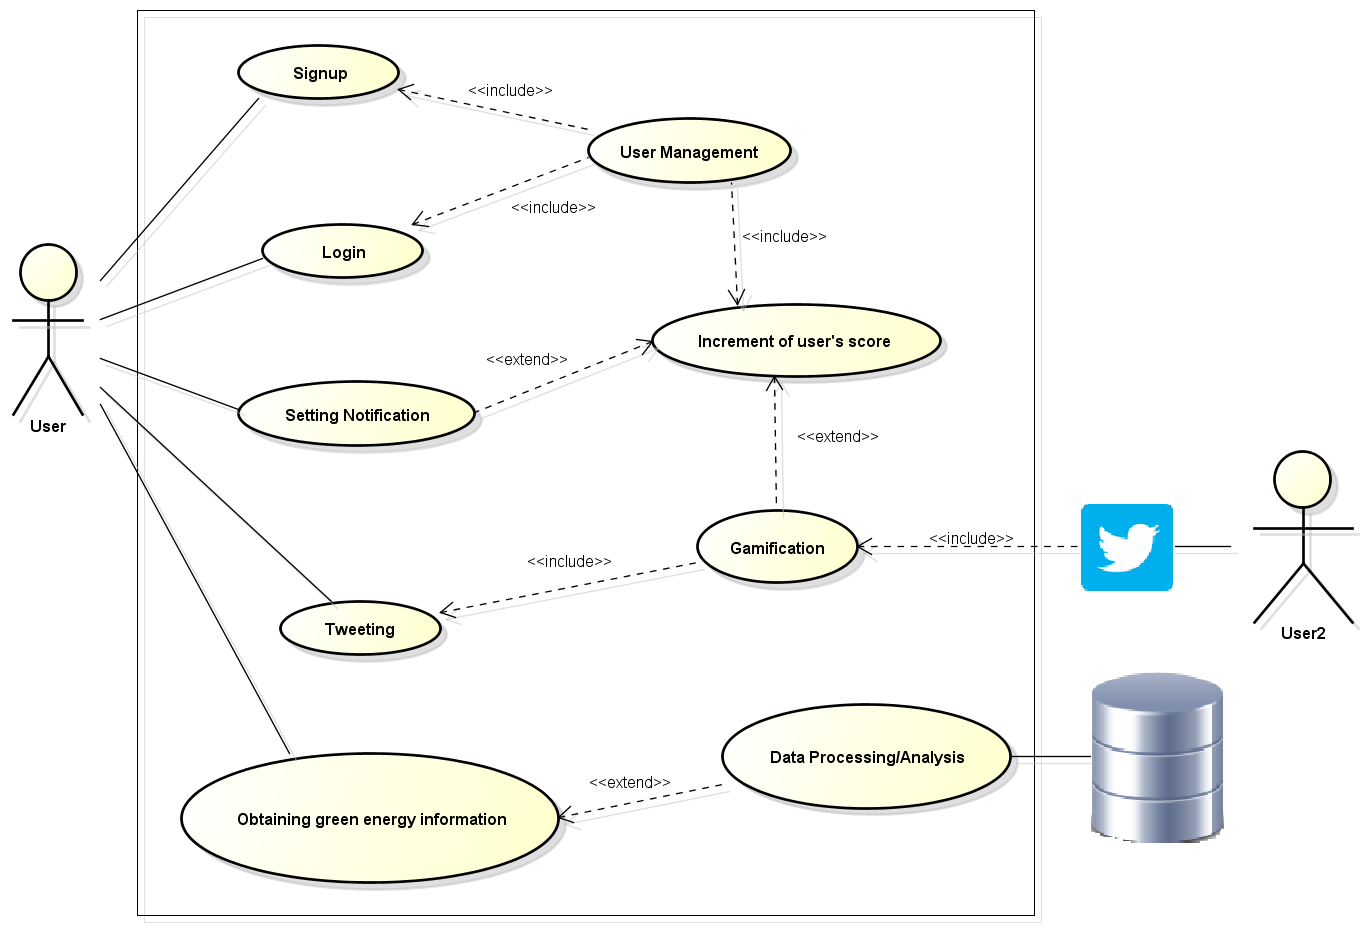 Signup
<<include>>
User Management
<<include>>
Login
<<include>>
Increment of user's score
<<extend>>
Setting Notification
User
<<extend>>
<<include>>
Gamification
<<include>>
Tweeting
User2
Data Processing/Analysis
<<extend>>
Obtaining green energy information